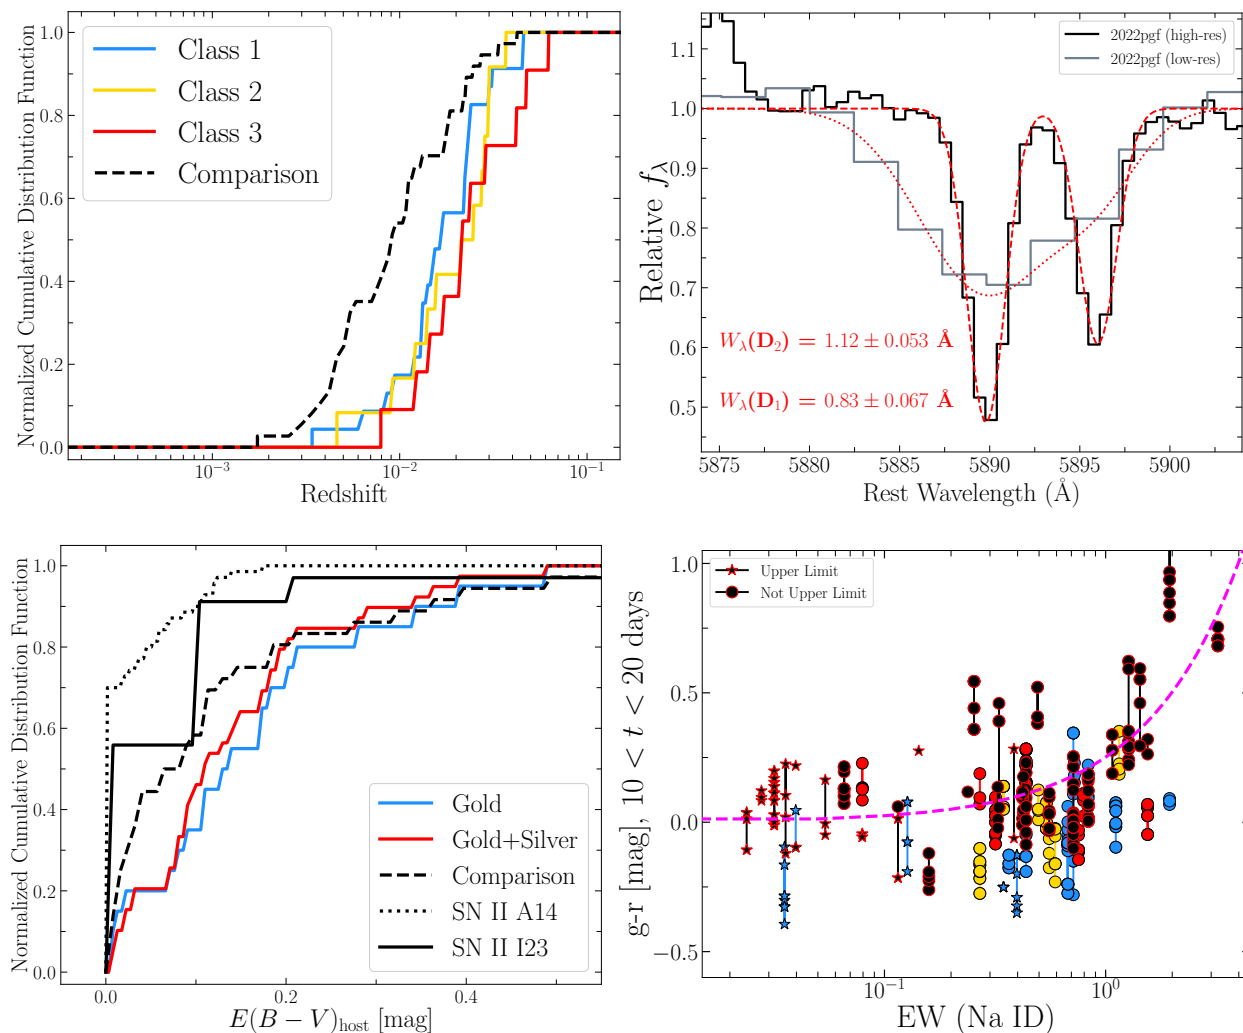 Normalized Cumulative Distribution Function
1.0
0.8
0.6
0.4
0.2
0.0
Class 1
Class 2
Class 3
Comparison
10⁻³
10⁻²
10⁻¹
Redshift
Relative f_λ
1.1
1.0
0.9
0.8
0.7
0.6
0.5
2022pgf (high-res)
2022pgf (low-res)
W_λ(D₂) = 1.12 ± 0.053 Å
W_λ(D₁) = 0.83 ± 0.067 Å
5875
5880
5885
5890
5895
5900
Rest Wavelength (Å)
Normalized Cumulative Distribution Function
1.0
0.8
0.6
0.4
0.2
0.0
Gold
Gold+Silver
Comparison
SN II A14
SN II I23
0.0
0.2
0.4
E(B − V)host [mag]
g-r [mag], 10 < t < 20 days
1.0
0.5
0.0
−0.5
Upper Limit
Not Upper Limit
10⁻¹
10⁰
EW (Na ID)